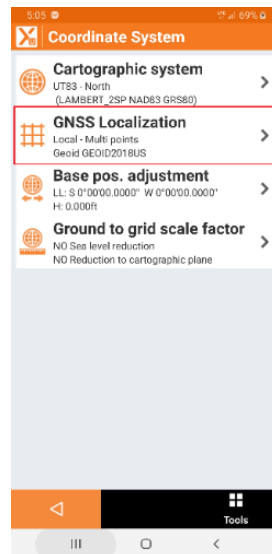 5:05
69%
Coordinate System
Cartographic system
UT83 - North
(LAMBERT_2SP NAD83 GRS80)
GNSS Localization
Local - Multi points
Geoid GEOID2018US
Base pos. adjustment
LL: S 0°00'00.0000" W 0°00'00.0000"
H: 0.000ft
Ground to grid scale factor
NO Sea level reduction
NO Reduction to cartographic plane
Tools